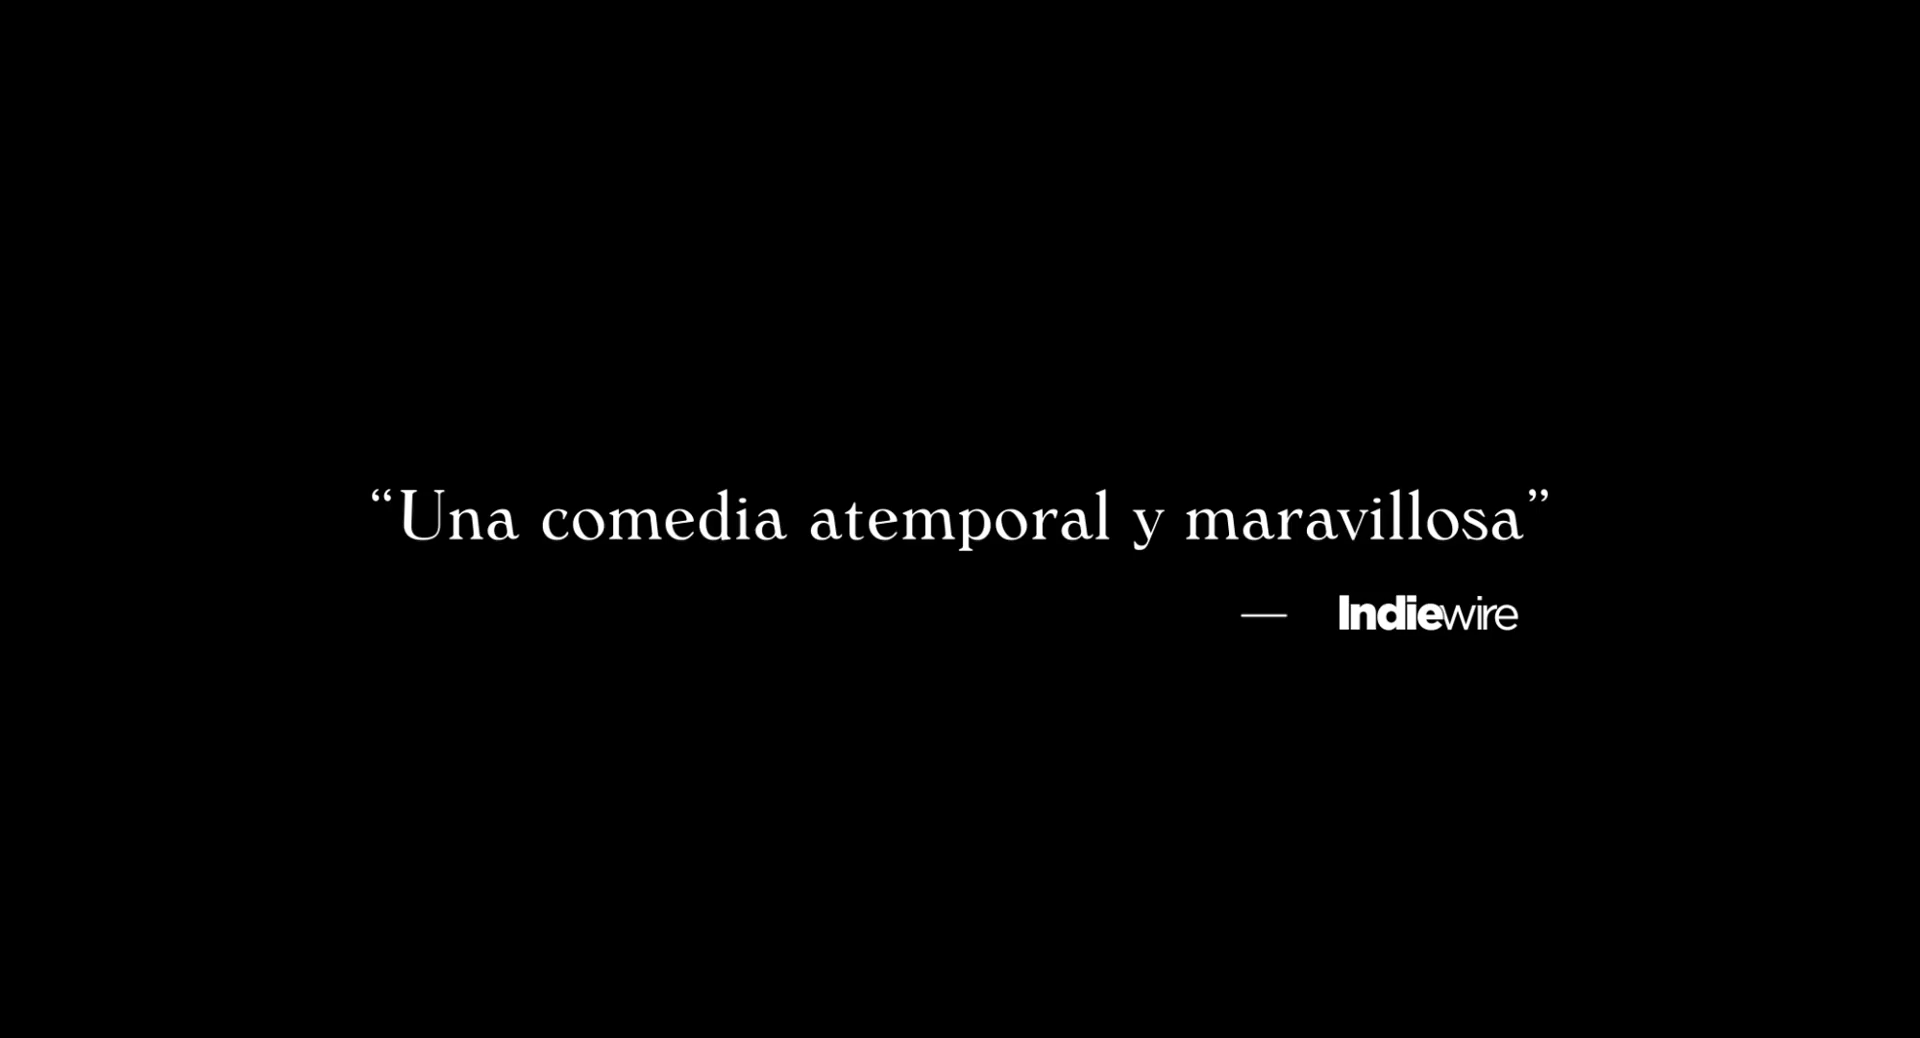 “Una comedia atemporal y maravillosa”
— Indiewire